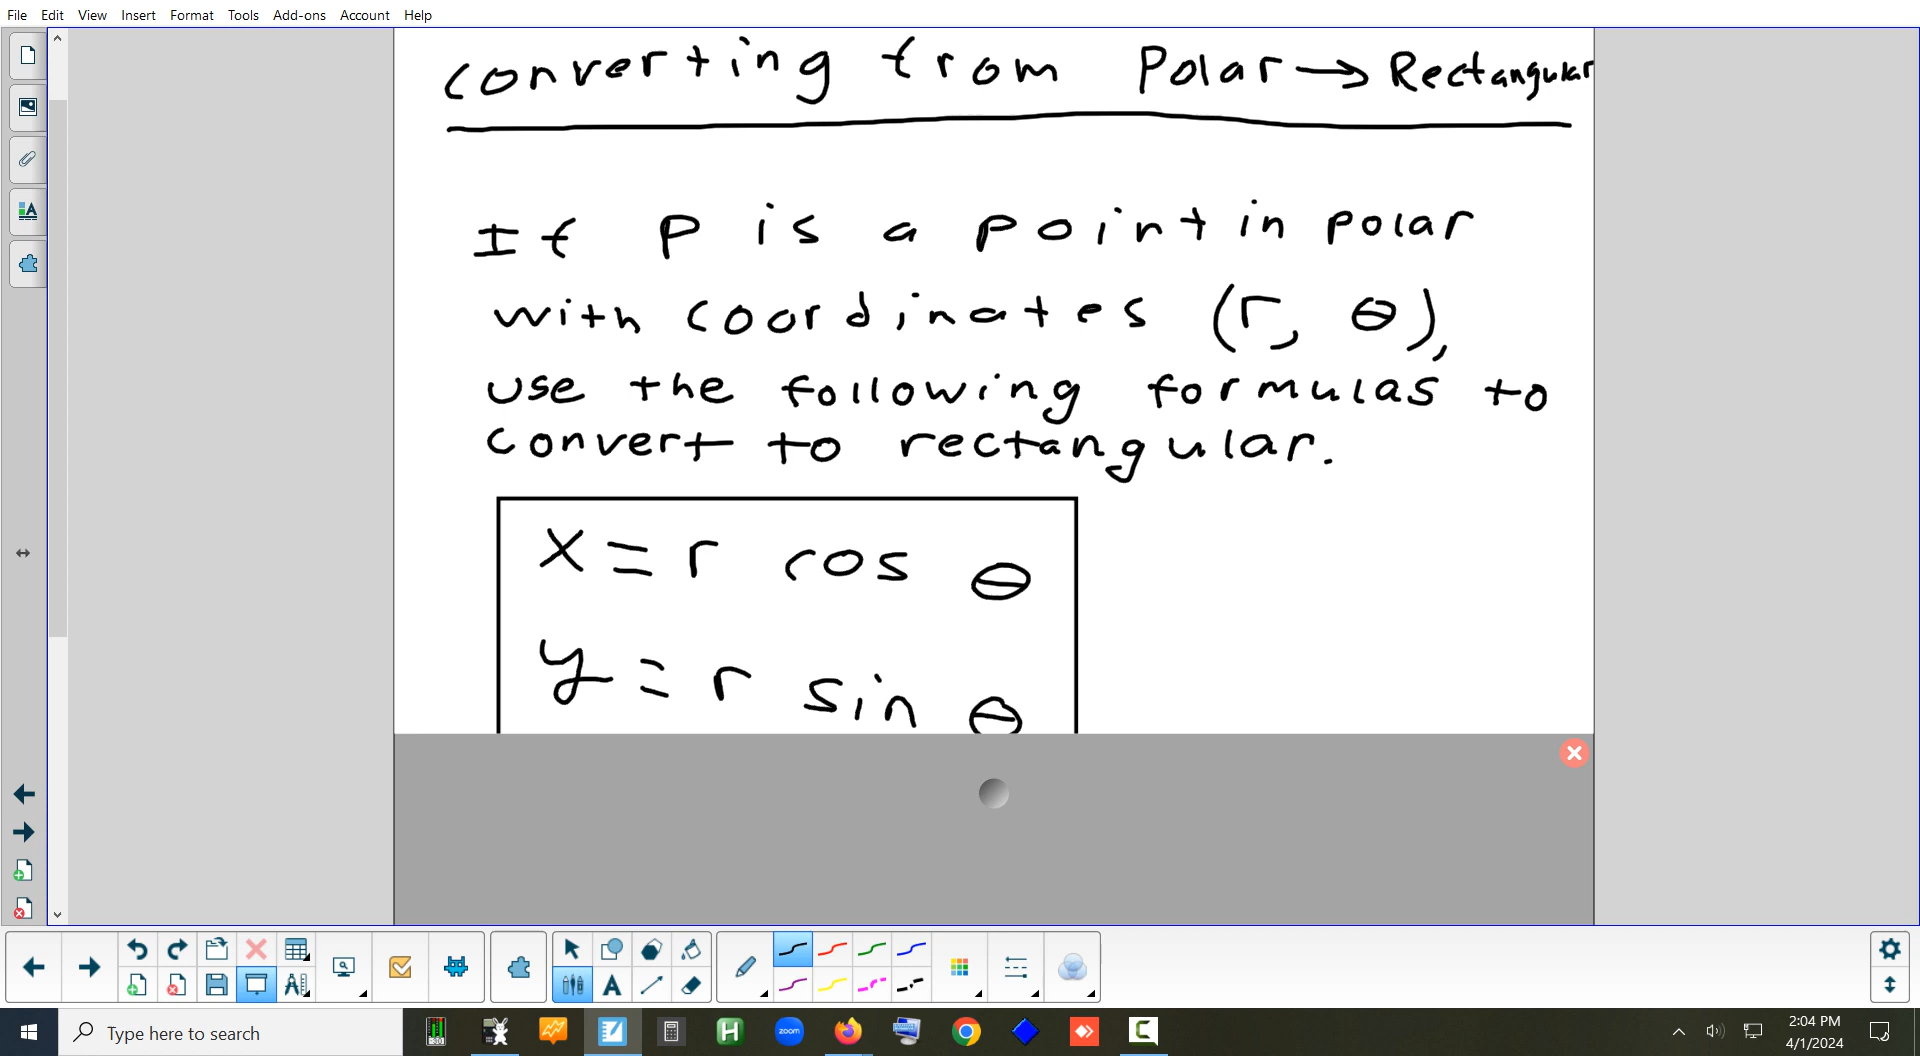 File Edit View Insert Format Tools Add-ons Account Help
Converting from Polar → Rectangular
If P is a point in polar
with coordinates (r, θ),
use the following formulas to
convert to rectangular.
x = r cos θ
y = r sin θ
Type here to search
zoom
2:04 PM
4/1/2024